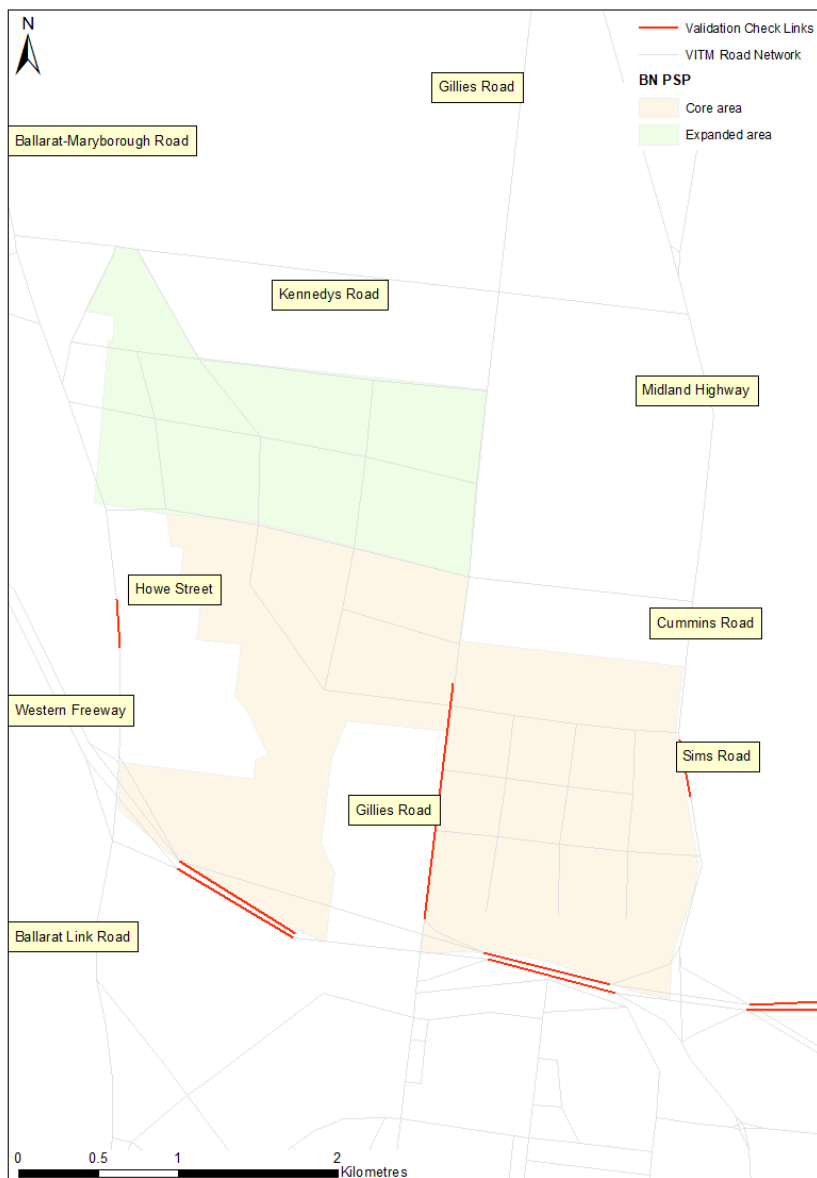 N
Validation Check Links
VITM Road Network
BN PSP
Core area
Expanded area
Gillies Road
Ballarat-Maryborough Road
Kennedys Road
Midland Highway
Howe Street
Cummins Road
Western Freeway
Sims Road
Gillies Road
Ballarat Link Road
0 0.5 1 2
Kilometres